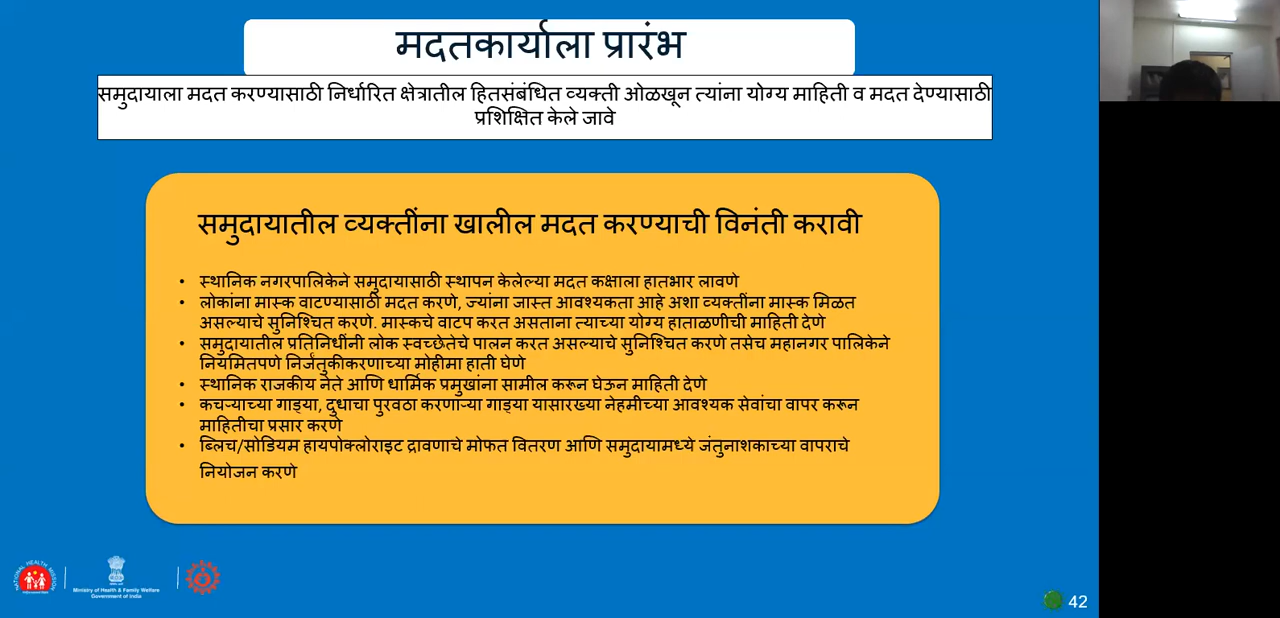 मदतकार्याला प्रारंभ
समुदायाला मदत करण्यासाठी निर्धारित क्षेत्रातील हितसंबंधित व्यक्ती ओळखून त्यांना योग्य माहिती व मदत देण्यासाठी
प्रशिक्षित केले जावे
समुदायातील व्यक्तींना खालील मदत करण्याची विनंती करावी
• स्थानिक नगरपालिकेने समुदायासाठी स्थापन केलेल्या मदत कक्षाला हातभार लावणे
• लोकांना मास्क वाटण्यासाठी मदत करणे, ज्यांना जास्त आवश्यकता आहे अशा व्यक्तींना मास्क मिळत
असल्याचे सुनिश्चित करणे. मास्कचे वाटप करत असताना त्याच्या योग्य हाताळणीची माहिती देणे
• समुदायातील प्रतिनिधींनी लोक स्वच्छेतेचे पालन करत असल्याचे सुनिश्चित करणे तसेच महानगर पालिकेने
नियमितपणे निर्जंतुकीकरणाच्या मोहीमा हाती घेणे
• स्थानिक राजकीय नेते आणि धार्मिक प्रमुखांना सामील करून घेऊन माहिती देणे
• कचऱ्याच्या गाड्या, दुधाचा पुरवठा करणाऱ्या गाड्या यासारख्या नेहमीच्या आवश्यक सेवांचा वापर करून
माहितीचा प्रसार करणे
• ब्लिच/सोडियम हायपोक्लोराइट द्रावणाचे मोफत वितरण आणि समुदायामध्ये जंतुनाशकाच्या वापराचे
नियोजन करणे
NATIONAL HEALTH MISSION
Ministry of Health & Family Welfare
Government of India
42